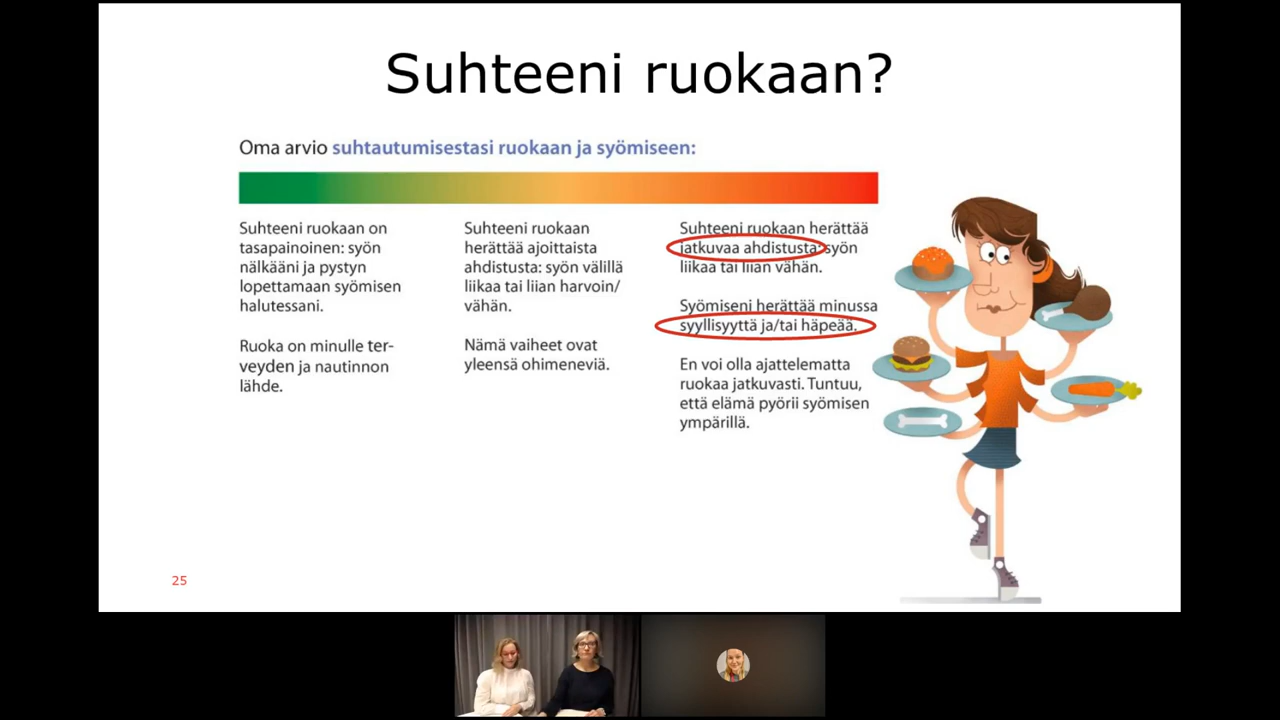 Suhteeni ruokaan?
Oma arvio suhtautumisestasi ruokaan ja syömiseen:
Suhteeni ruokaan on
tasapainoinen: syön
nälkääni ja pystyn
lopettamaan syömisen
halutessani.
Ruoka on minulle ter-
veyden ja nautinnon
lähde.
Suhteeni ruokaan
herättää ajoittaista
ahdistusta: syön välillä
liikaa tai liian harvoin/
vähän.
Nämä vaiheet ovat
yleensä ohimeneviä.
Suhteeni ruokaan herättää
jatkuvaa ahdistusta: syön
liikaa tai liian vähän.
Syömiseni herättää minussa
syyllisyyttä ja/tai häpeää.
En voi olla ajattelematta
ruokaa jatkuvasti. Tuntuu,
että elämä pyörii syömisen
ympärillä.
25